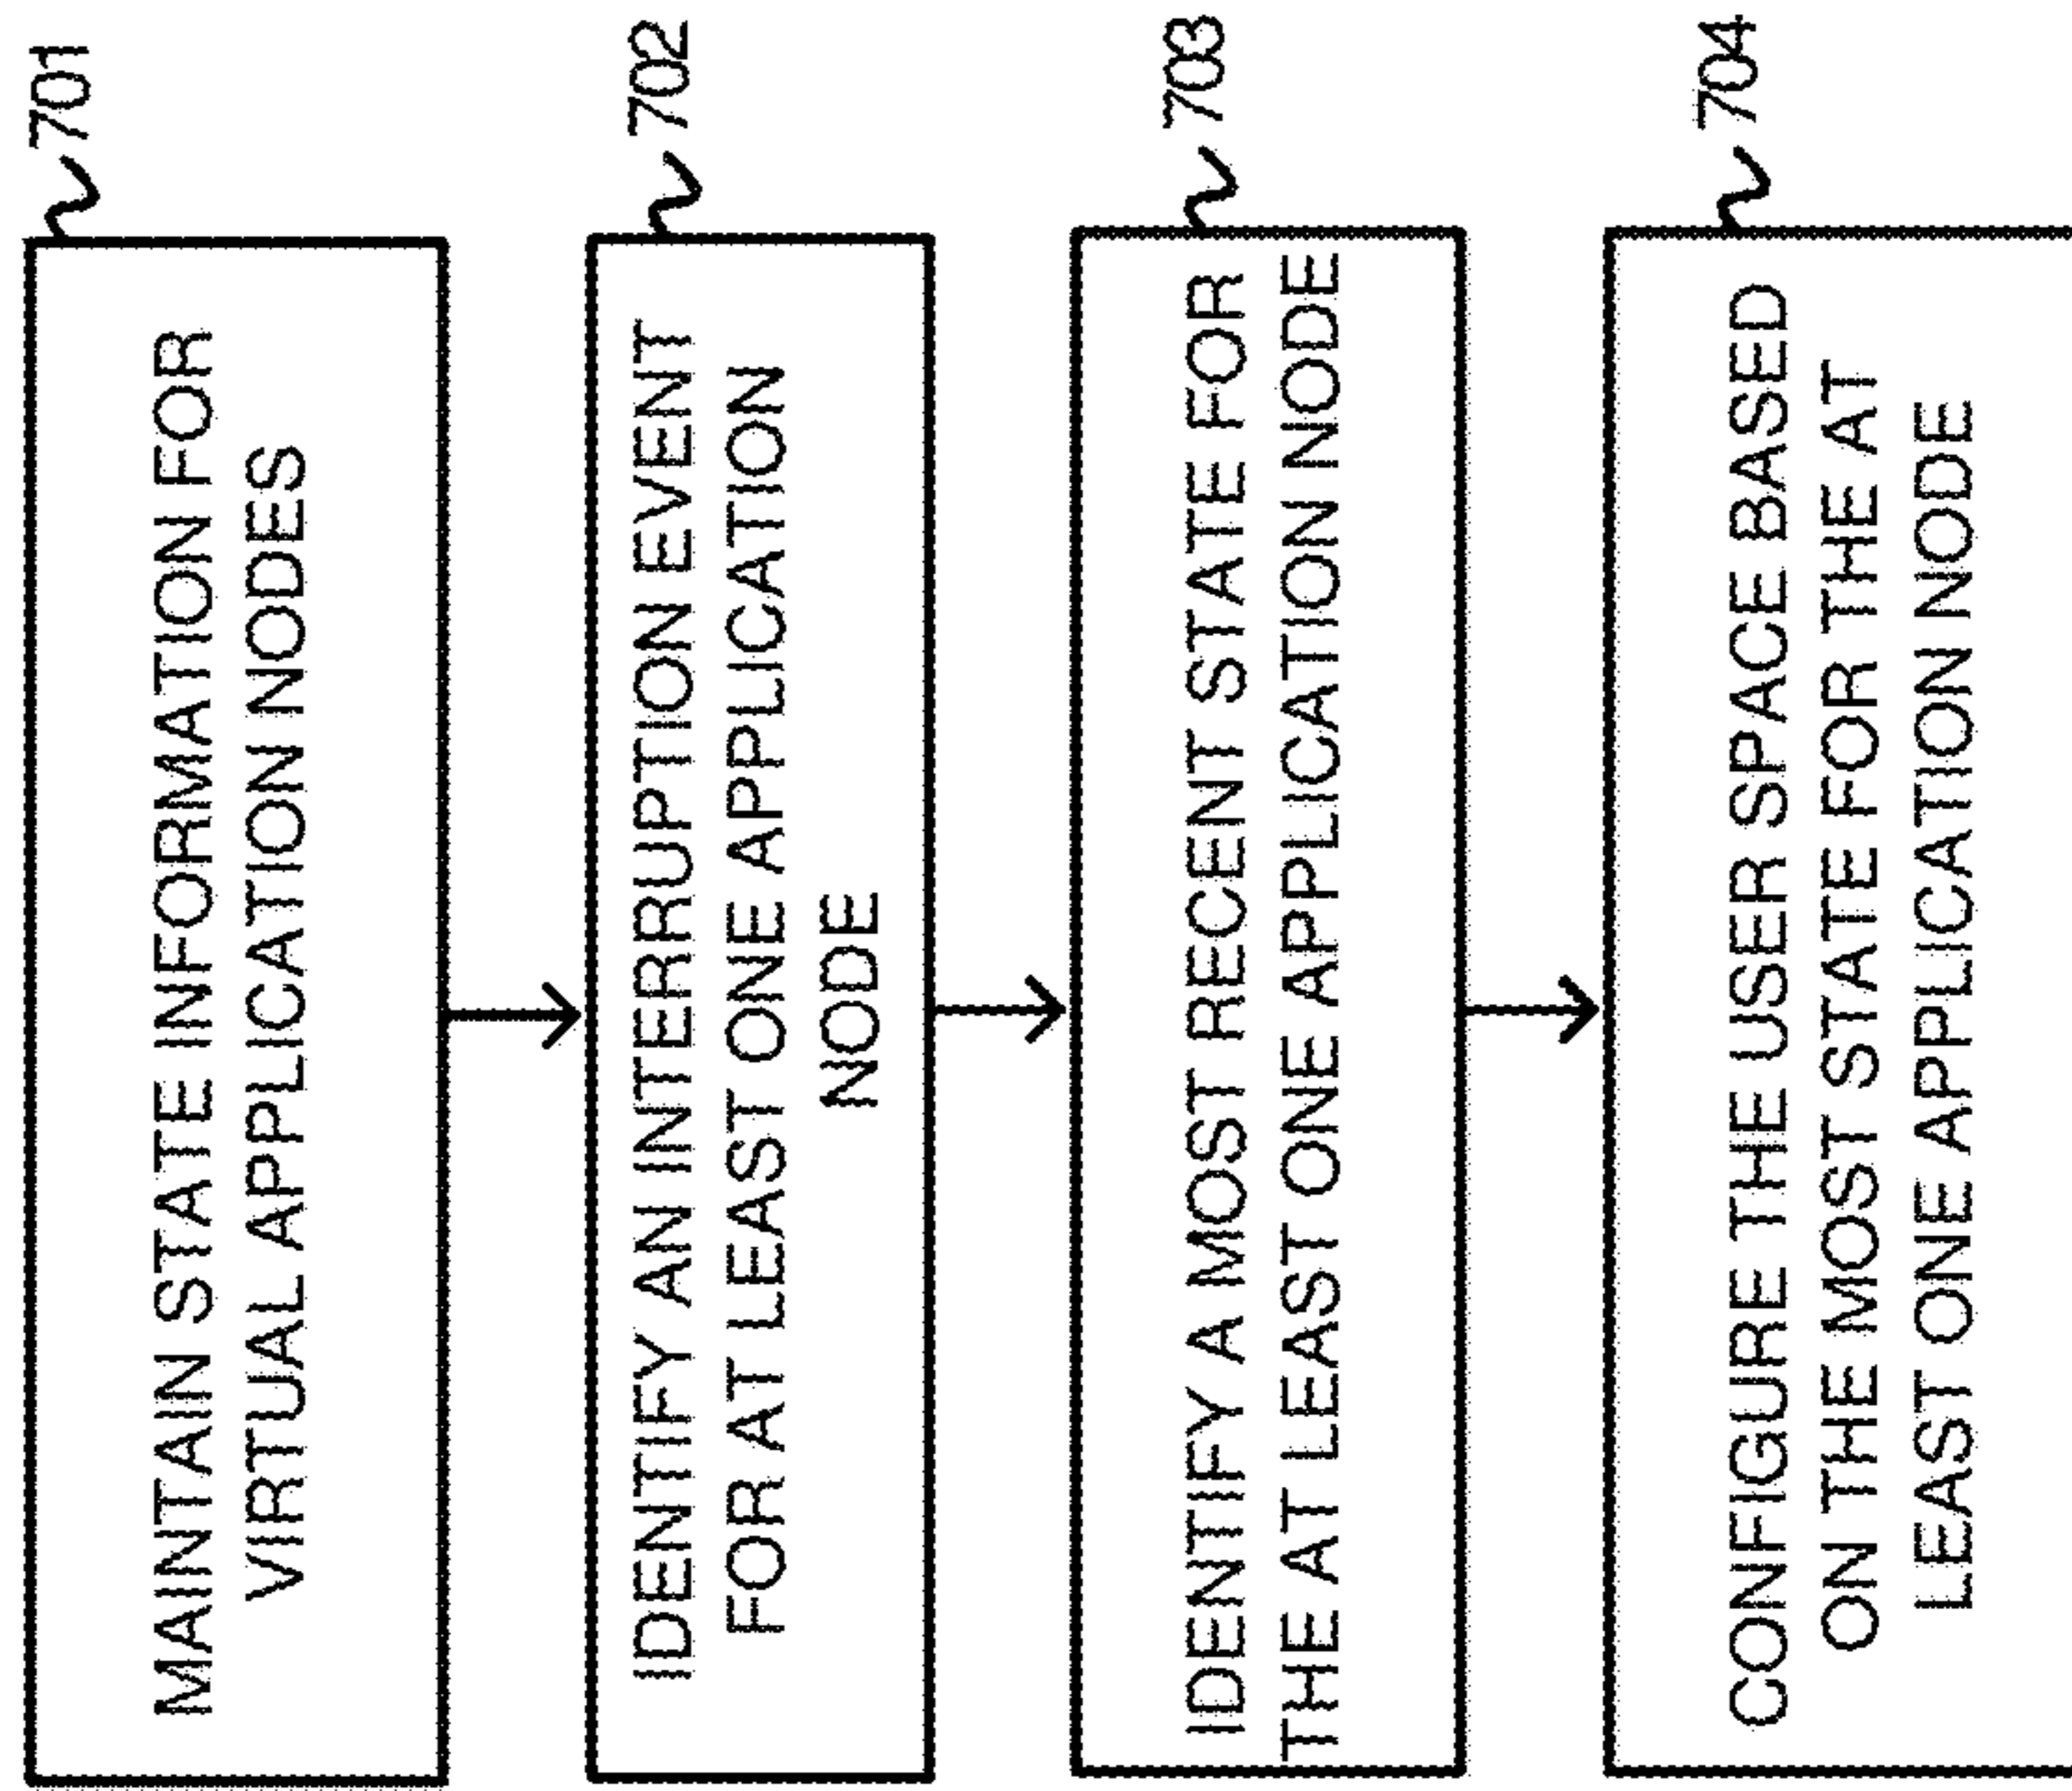 701
MAINTAIN STATE INFORMATION FOR
VIRTUAL APPLICATION NODES
702
IDENTIFY AN INTERRUPTION EVENT
FOR AT LEAST ONE APPLICATION
NODE
703
IDENTIFY A MOST RECENT STATE FOR
THE AT LEAST ONE APPLICATION NODE
704
CONFIGURE THE USER SPACE BASED
ON THE MOST STATE FOR THE AT
LEAST ONE APPLICATION NODE